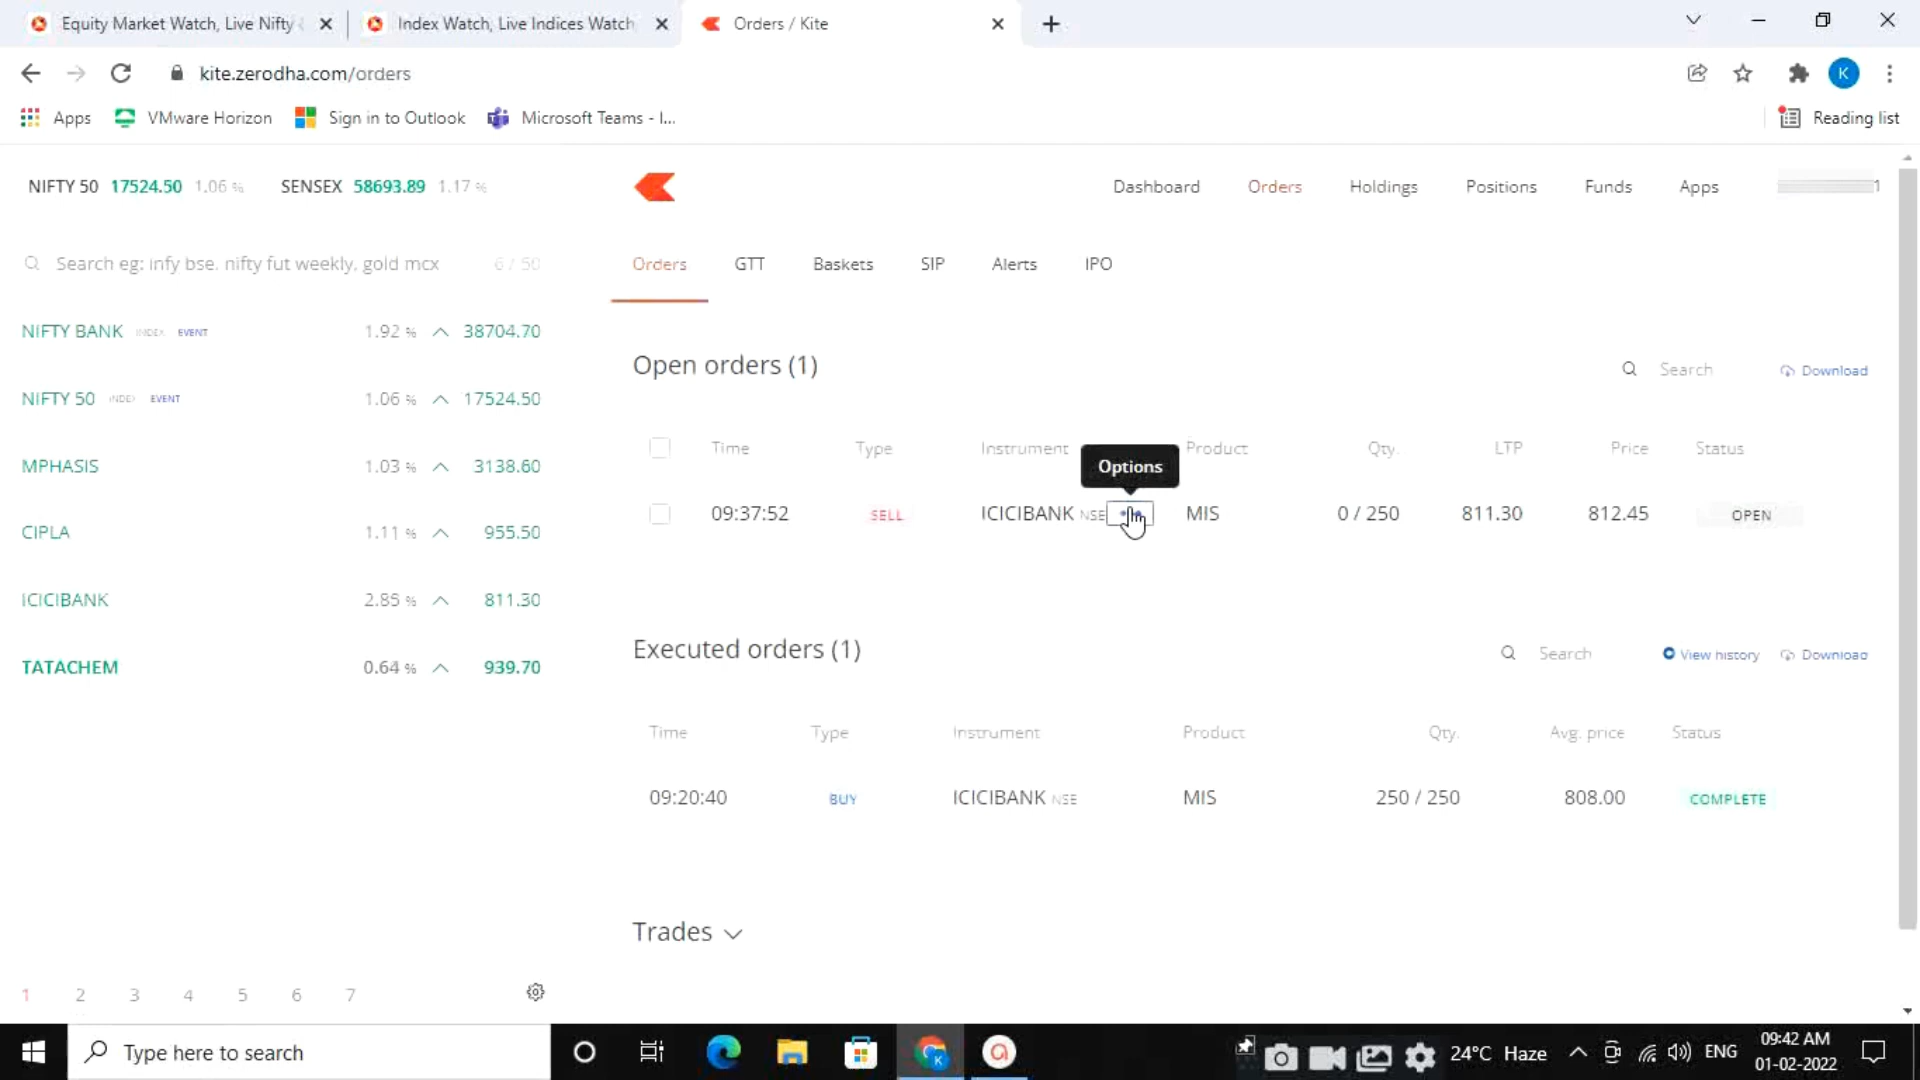 Equity Market Watch, Live Nifty
Index Watch, Live Indices Watch
Orders / Kite
kite.zerodha.com/orders
K
Apps
VMware Horizon
Sign in to Outlook
Microsoft Teams - I...
Reading list
NIFTY 50 17524.50 1.06 %
SENSEX 58693.89 1.17 %
Dashboard
Orders
Holdings
Positions
Funds
Apps
1
Search eg: infy bse, nifty fut weekly, gold mcx
6 / 50
Orders
GTT
Baskets
SIP
Alerts
IPO
NIFTY BANK INDEX EVENT 1.92 % 38704.70
NIFTY 50 INDEX EVENT 1.06 % 17524.50
MPHASIS 1.03 % 3138.60
CIPLA 1.11 % 955.50
ICICIBANK 2.85 % 811.30
TATACHEM 0.64 % 939.70
1 2 3 4 5 6 7
Open orders (1)
Search
Download
Time Type Instrument Product Qty. LTP Price Status
Options
09:37:52 SELL ICICIBANK NSE MIS 0 / 250 811.30 812.45 OPEN
Executed orders (1)
Search
View history
Download
Time Type Instrument Product Qty. Avg. price Status
09:20:40 BUY ICICIBANK NSE MIS 250 / 250 808.00 COMPLETE
Trades
Type here to search
K
24°C Haze
ENG
09:42 AM
01-02-2022